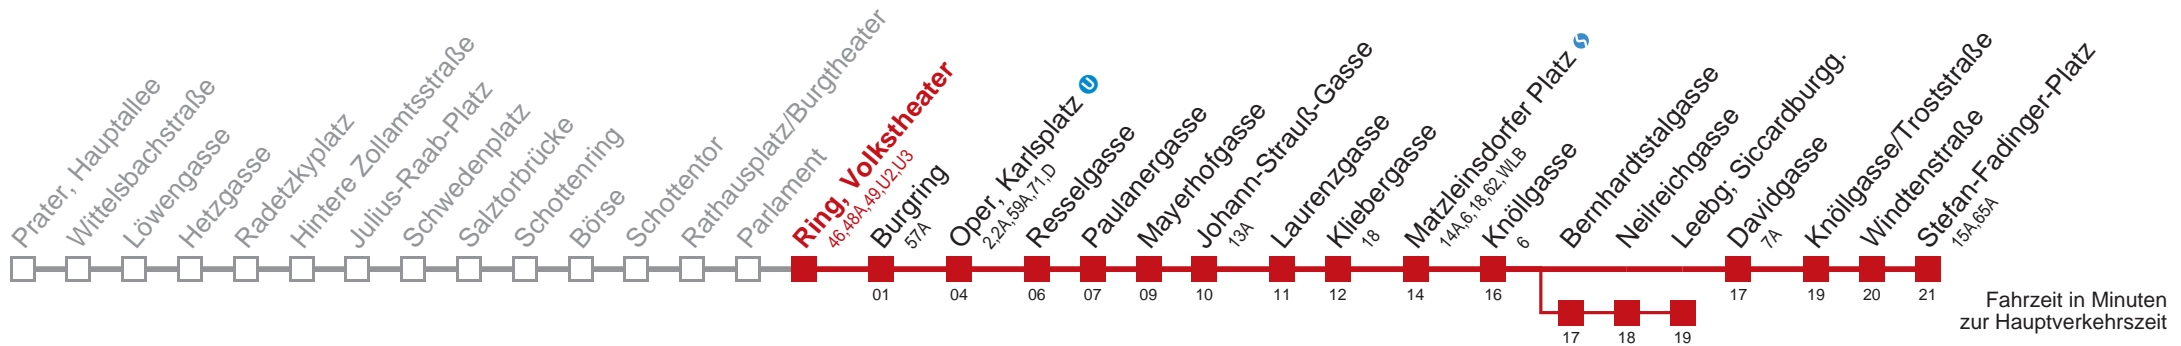 Prater, Hauptallee
Wittelsbachstraße
Löwengasse
Hetzgasse
Radetzkyplatz
Hintere Zollamtsstraße
Julius-Raab-Platz
Schwedenplatz
Salztorbrücke
Schottenring
Börse
Schottentor
Rathausplatz/Burgtheater
Parlament
Ring, Volkstheater
46,48A,49,U2,U3
Burgring
57A
Oper, Karlsplatz U
2,2A,59A,71,D
Resselgasse
Paulanergasse
Mayerhofgasse
Johann-Strauß-Gasse
13A
Laurenzgasse
Kliebergasse
18
Matzleinsdorfer Platz
14A,6,18,62,WLB
Knöllgasse
6
Bernhardtstalgasse
Neilreichgasse
Leebg; Siccardburgg.
Davidgasse
7A
Knöllgasse/Troststraße
Windtenstraße
Stefan-Fadinger-Platz
15A,65A
01 04 06 07 09 10 11 12 14 16 17 19 20 21
17 18 19
Fahrzeit in Minuten
zur Hauptverkehrszeit